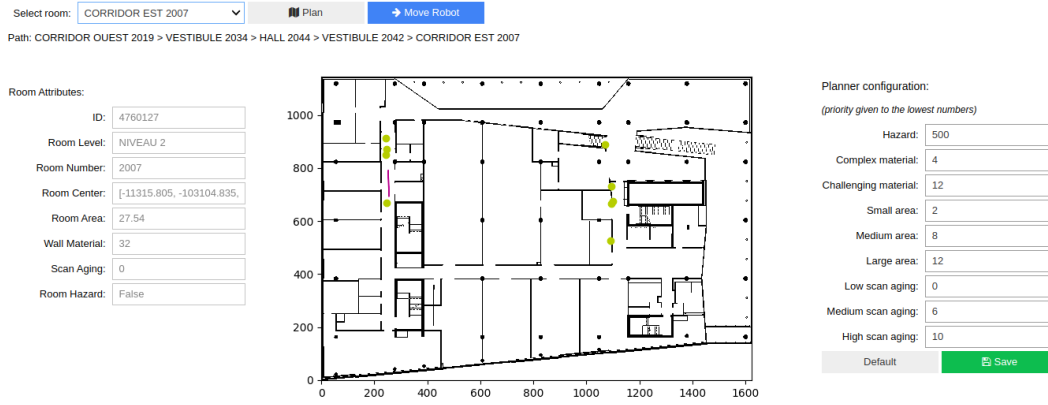 Select room: CORRIDOR EST 2007 Plan Move Robot
Path: CORRIDOR OUEST 2019 > VESTIBULE 2034 > HALL 2044 > VESTIBULE 2042 > CORRIDOR EST 2007
Room Attributes:
ID: 4760127
Room Level: NIVEAU 2
Room Number: 2007
Room Center: [-11315.805, -103104.835,
Room Area: 27.54
Wall Material: 32
Scan Aging: 0
Room Hazard: False
1000
800
600
400
200
0
0 200 400 600 800 1000 1200 1400 1600
Planner configuration:
(priority given to the lowest numbers)
Hazard: 500
Complex material: 4
Challenging material: 12
Small area: 2
Medium area: 8
Large area: 12
Low scan aging: 0
Medium scan aging: 6
High scan aging: 10
Default Save